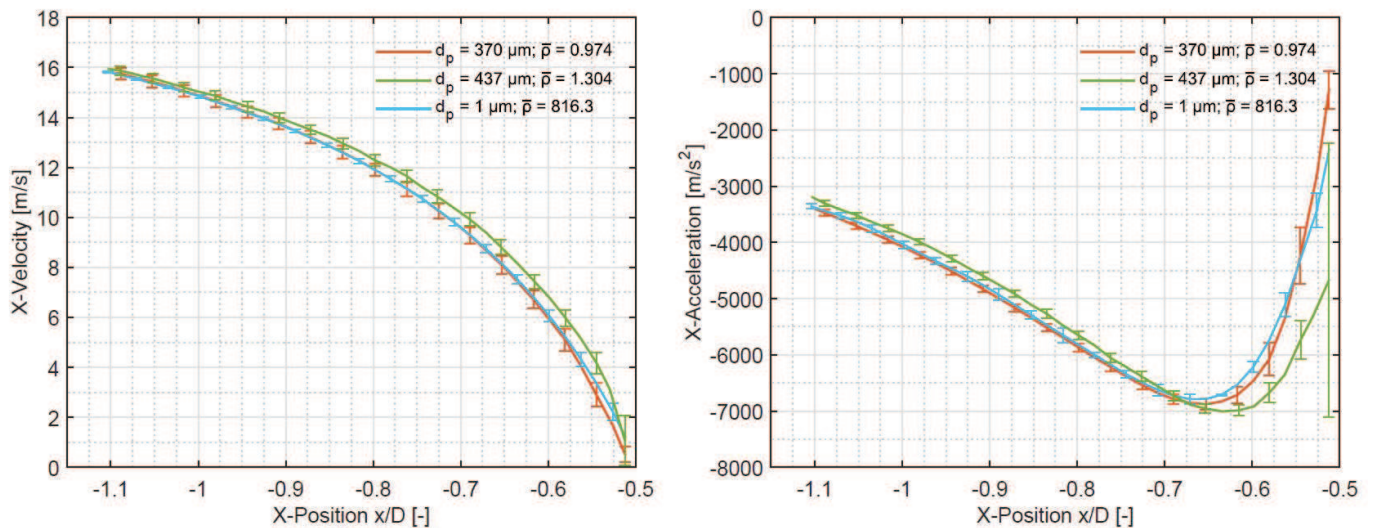 18
16
14
12
10
8
6
4
2
0
X-Velocity [m/s]
d_p = 370 µm; ρ̅ = 0.974
d_p = 437 µm; ρ̅ = 1.304
d_p = 1 µm; ρ̅ = 816.3
-1.1 -1 -0.9 -0.8 -0.7 -0.6 -0.5
X-Position x/D [-]
0
-1000
-2000
-3000
-4000
-5000
-6000
-7000
-8000
X-Acceleration [m/s²]
d_p = 370 µm; ρ̅ = 0.974
d_p = 437 µm; ρ̅ = 1.304
d_p = 1 µm; ρ̅ = 816.3
-1.1 -1 -0.9 -0.8 -0.7 -0.6 -0.5
X-Position x/D [-]